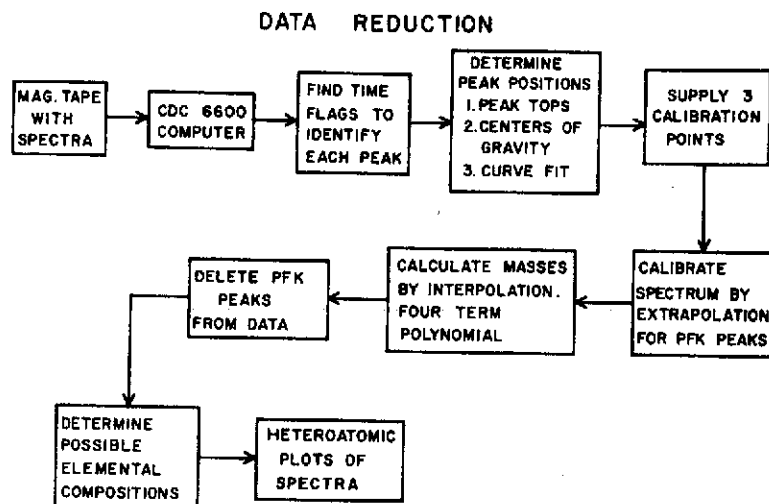 DATA REDUCTION
MAG. TAPE
WITH
SPECTRA
CDC 6600
COMPUTER
FIND TIME
FLAGS TO
IDENTIFY
EACH PEAK
DETERMINE
PEAK POSITIONS
1. PEAK TOPS
2. CENTERS OF
GRAVITY
3. CURVE FIT
SUPPLY 3
CALIBRATION
POINTS
CALIBRATE
SPECTRUM BY
EXTRAPOLATION
FOR PFK PEAKS
CALCULATE MASSES
BY INTERPOLATION.
FOUR TERM
POLYNOMIAL
DELETE PFK
PEAKS
FROM DATA
DETERMINE
POSSIBLE
ELEMENTAL
COMPOSITIONS
HETEROATOMIC
PLOTS OF
SPECTRA